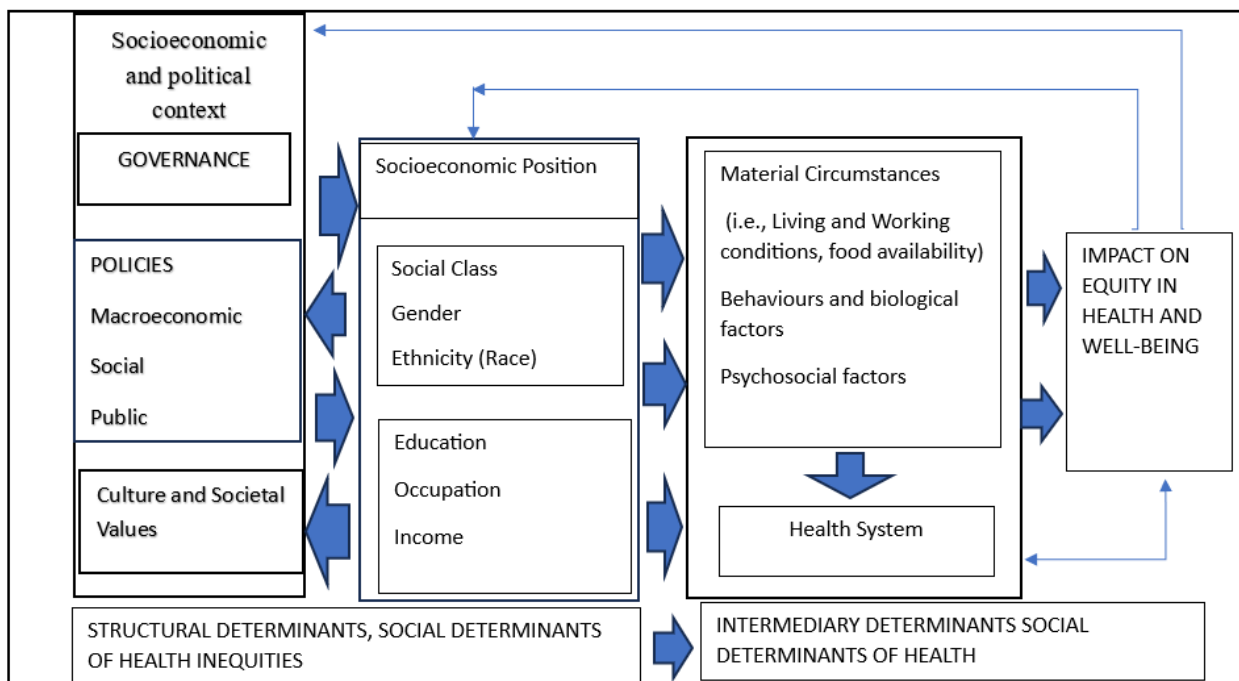 Socioeconomic
and political
context
GOVERNANCE
POLICIES
Macroeconomic
Social
Public
Culture and Societal
Values
Socioeconomic Position
Social Class
Gender
Ethnicity (Race)
Education
Occupation
Income
Material Circumstances
(i.e., Living and Working
conditions, food availability)
Behaviours and biological
factors
Psychosocial factors
Health System
IMPACT ON
EQUITY IN
HEALTH AND
WELL-BEING
STRUCTURAL DETERMINANTS, SOCIAL DETERMINANTS
OF HEALTH INEQUITIES
INTERMEDIARY DETERMINANTS SOCIAL
DETERMINANTS OF HEALTH